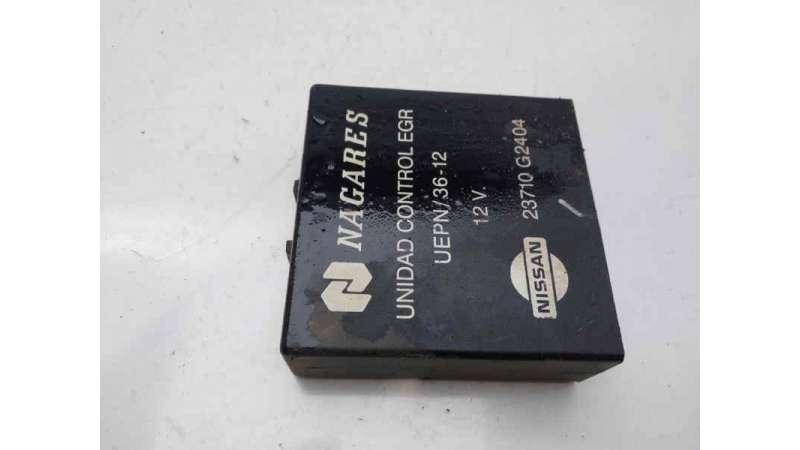 NAGARES
UNIDAD CONTROL EGR
UEPN/36-12
12 V.
NISSAN
23710 G2404